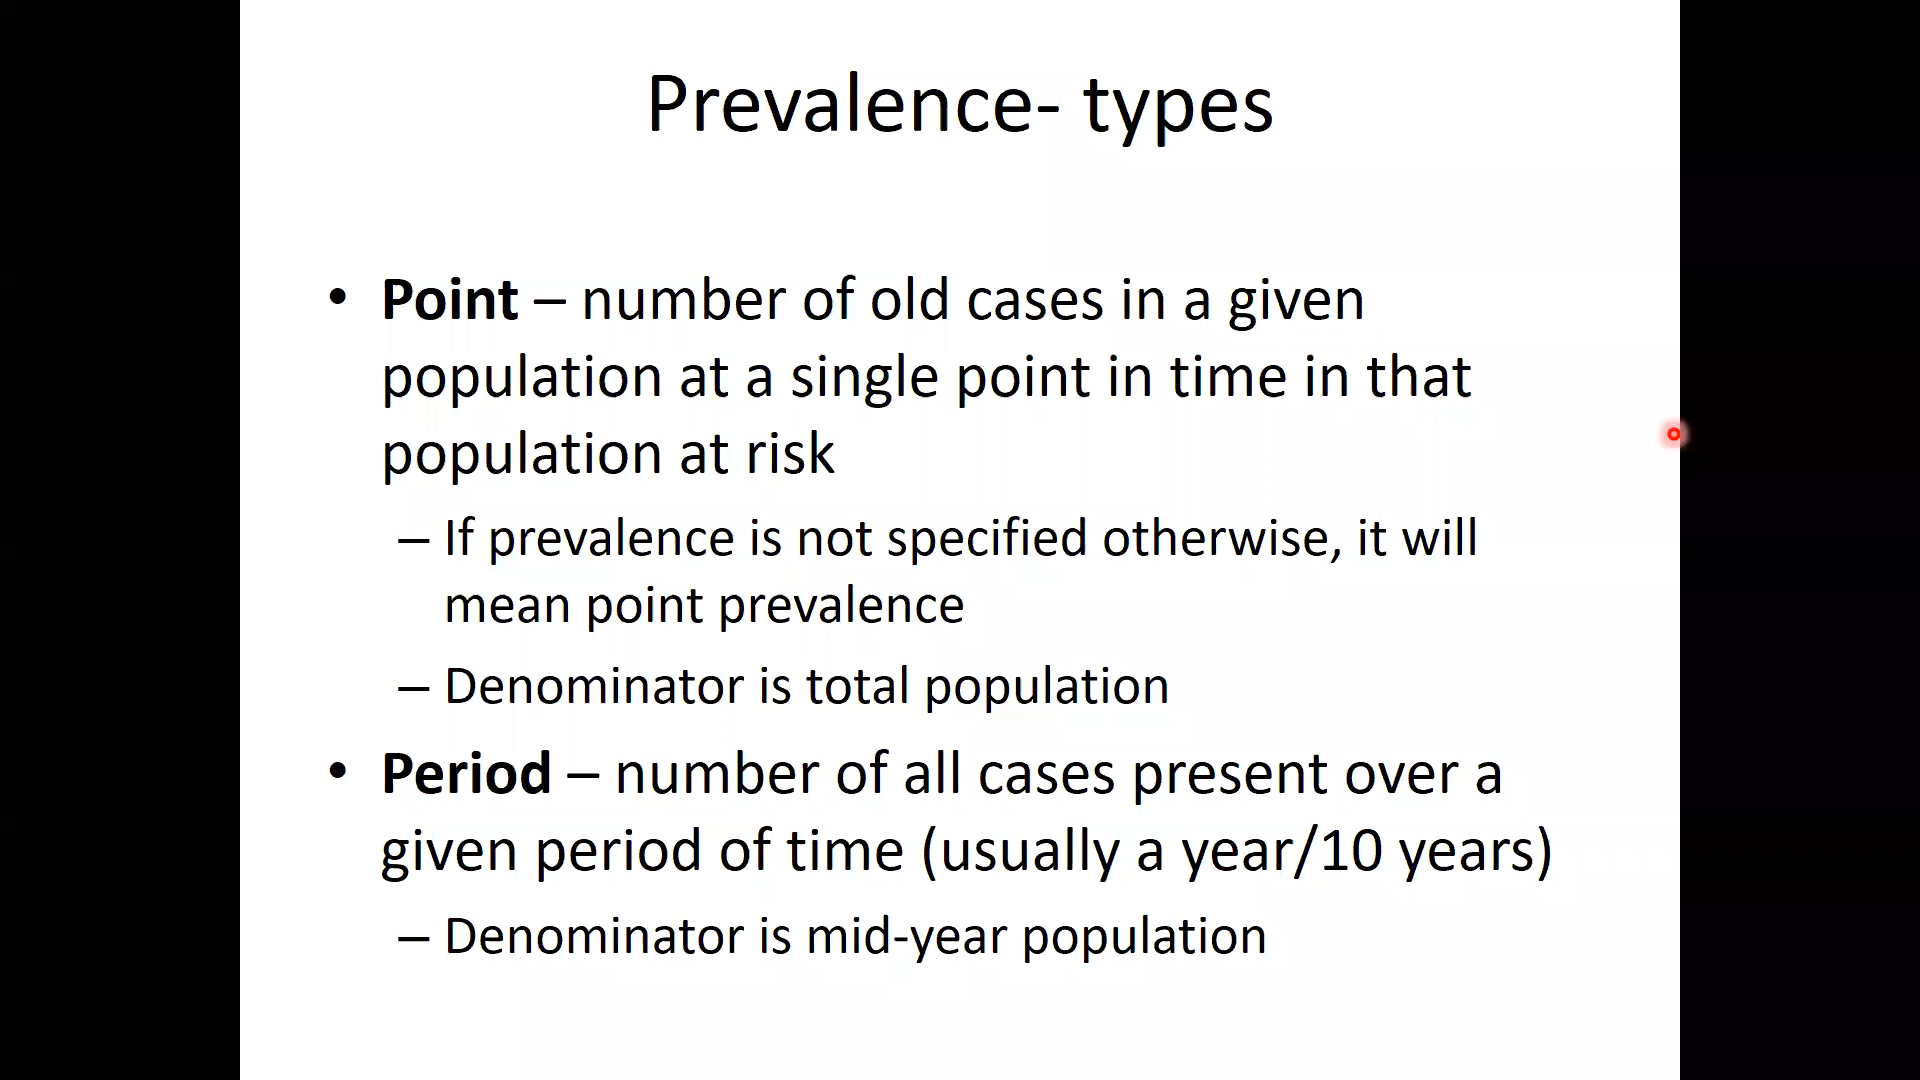 Prevalence- types
• Point – number of old cases in a given
population at a single point in time in that
population at risk
– If prevalence is not specified otherwise, it will
mean point prevalence
– Denominator is total population
• Period – number of all cases present over a
given period of time (usually a year/10 years)
– Denominator is mid-year population